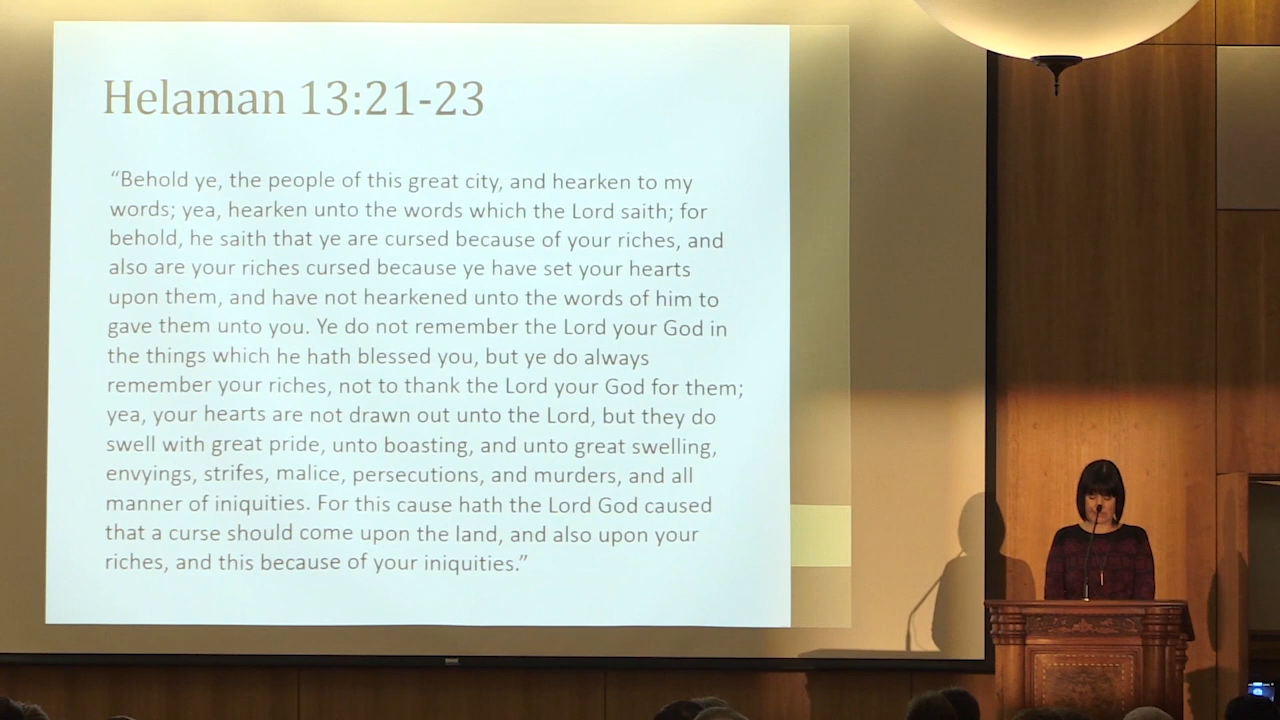 Helaman 13:21-23
“Behold ye, the people of this great city, and hearken to my
words; yea, hearken unto the words which the Lord saith; for
behold, he saith that ye are cursed because of your riches, and
also are your riches cursed because ye have set your hearts
upon them, and have not hearkened unto the words of him to
gave them unto you. Ye do not remember the Lord your God in
the things which he hath blessed you, but ye do always
remember your riches, not to thank the Lord your God for them;
yea, your hearts are not drawn out unto the Lord, but they do
swell with great pride, unto boasting, and unto great swelling,
envyings, strifes, malice, persecutions, and murders, and all
manner of iniquities. For this cause hath the Lord God caused
that a curse should come upon the land, and also upon your
riches, and this because of your iniquities.”